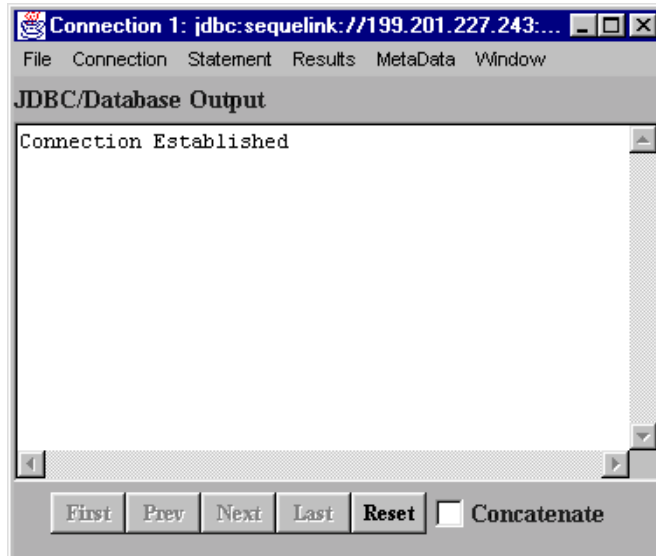 Connection 1: jdbc:sequelink://199.201.227.243:...
File Connection Statement Results MetaData Window
JDBC/Database Output
Connection Established
First Prev Next Last Reset Concatenate